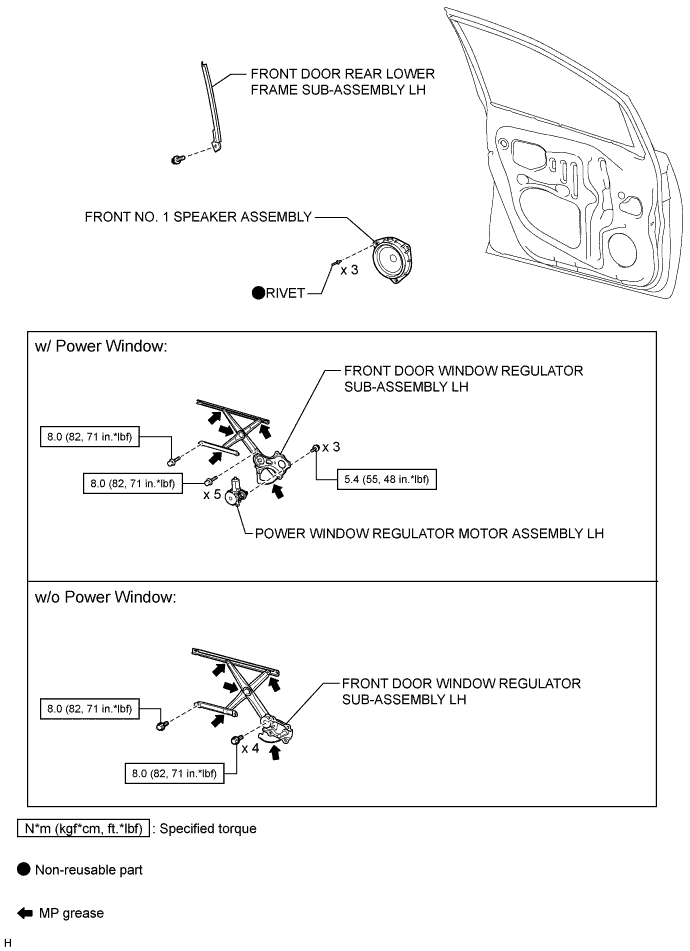 FRONT DOOR REAR LOWER
FRAME SUB-ASSEMBLY LH
FRONT NO. 1 SPEAKER ASSEMBLY
x 3
RIVET
w/ Power Window:
FRONT DOOR WINDOW REGULATOR
SUB-ASSEMBLY LH
8.0 (82, 71 in.*lbf)
x 3
8.0 (82, 71 in.*lbf)
5.4 (55, 48 in.*lbf)
x 5
POWER WINDOW REGULATOR MOTOR ASSEMBLY LH
w/o Power Window:
FRONT DOOR WINDOW REGULATOR
SUB-ASSEMBLY LH
8.0 (82, 71 in.*lbf)
x 4
8.0 (82, 71 in.*lbf)
N*m (kgf*cm, ft.*lbf) : Specified torque
Non-reusable part
MP grease
H